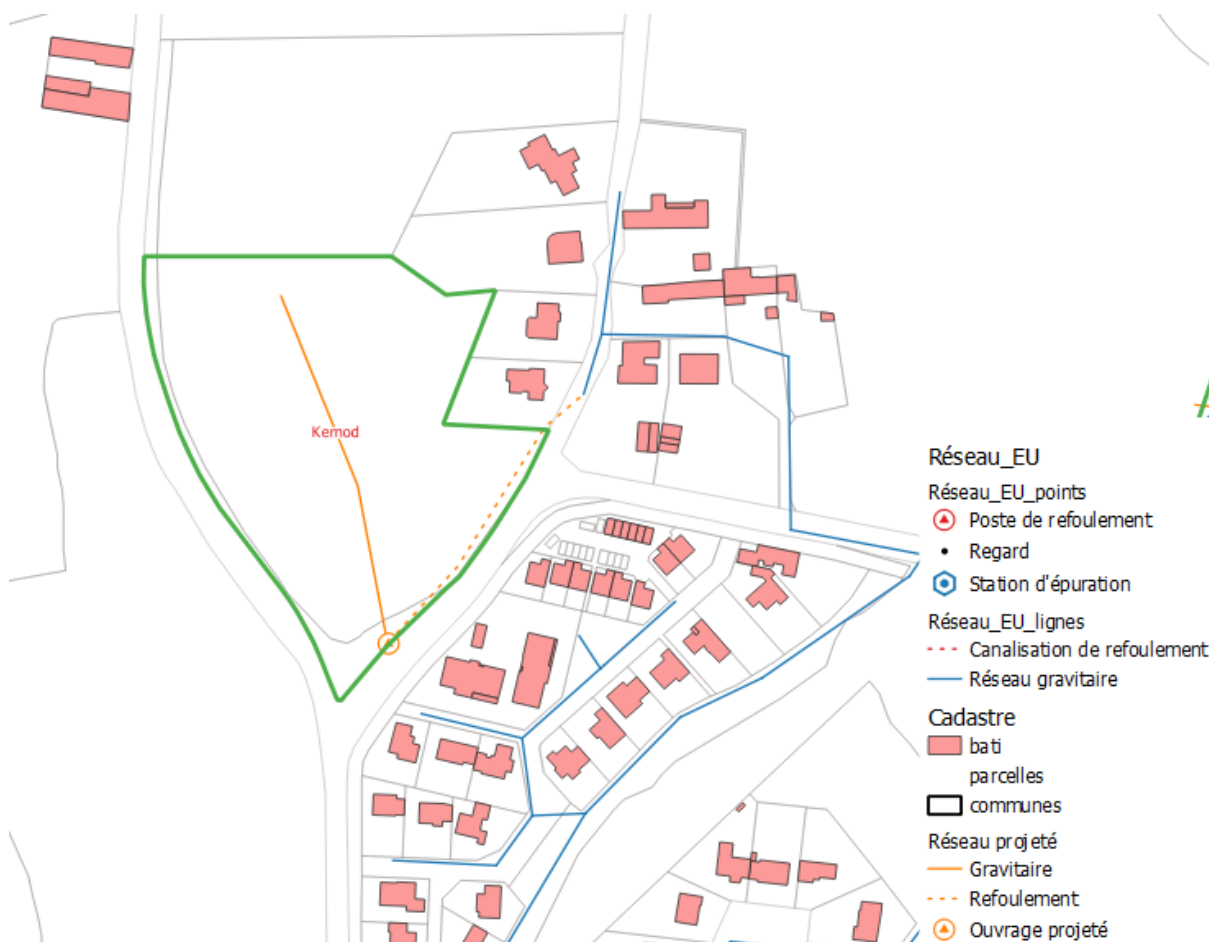 Kernod
Réseau_EU
Réseau_EU_points
Poste de refoulement
Regard
Station d'épuration
Réseau_EU_lignes
Canalisation de refoulement
Réseau gravitaire
Cadastre
bati
parcelles
communes
Réseau projeté
Gravitaire
Refoulement
Ouvrage projeté